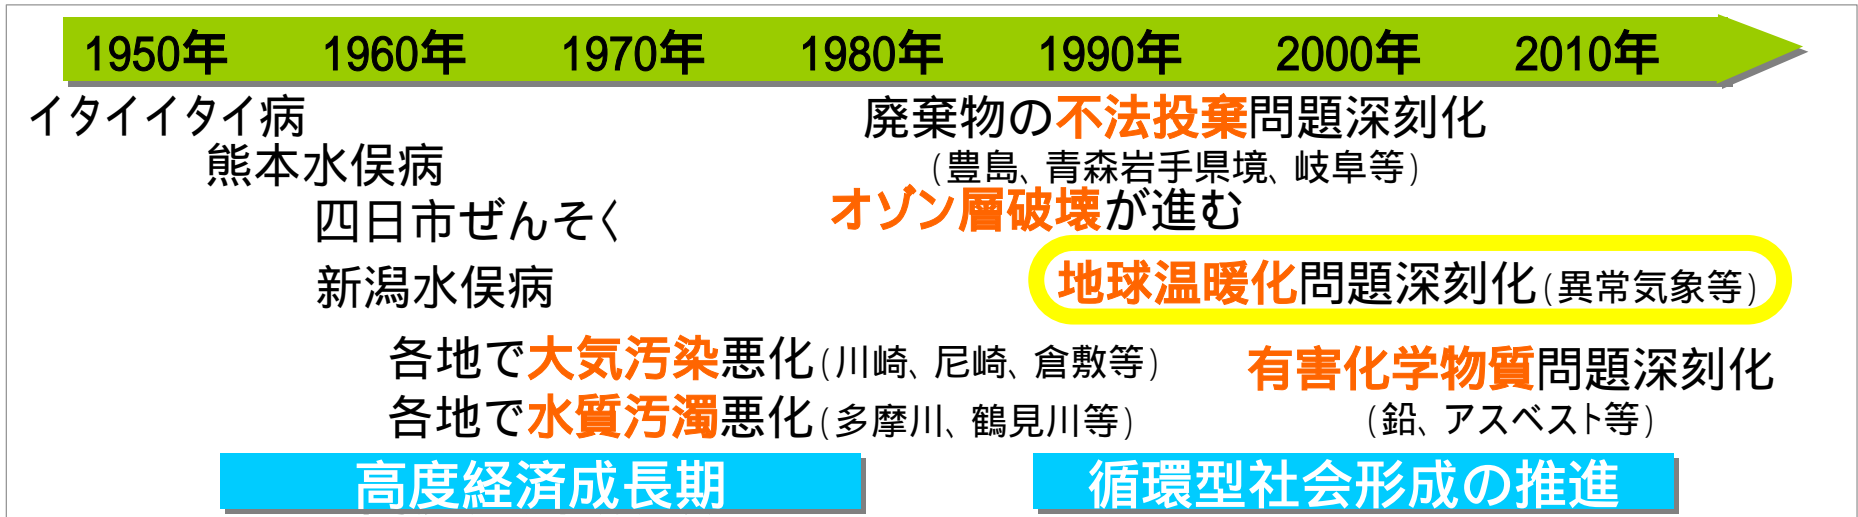 1950年 1960年 1970年 1980年 1990年 2000年 2010年
イタイイタイ病
熊本水俣病
四日市ぜんそく
新潟水俣病
各地で大気汚染悪化(川崎、尼崎、倉敷等)
各地で水質汚濁悪化(多摩川、鶴見川等)
高度経済成長期
廃棄物の不法投棄問題深刻化
(豊島、青森岩手県境、岐阜等)
オゾン層破壊が進む
地球温暖化問題深刻化(異常気象等)
有害化学物質問題深刻化
(鉛、アスベスト等)
循環型社会形成の推進